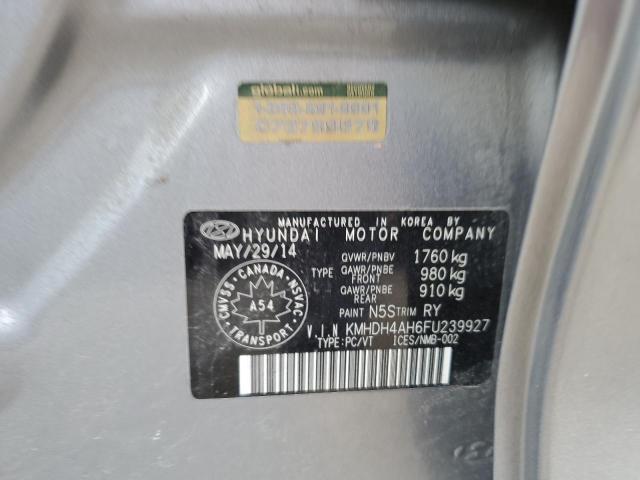 globali.com
MANUFACTURED IN KOREA BY
HYUNDAI MOTOR COMPANY
MAY/29/14 GVWR/PNBV 1760 kg
TYPE GAWR/PNBE FRONT 980 kg
GAWR/PNBE REAR 910 kg
PAINT N5S TRIM RY
CMVSS · CANADA · NSVAC
A54
TRANSPORT
V.I.N KMHDH4AH6FU239927
TYPE:PC/VT ICES/NMB-002